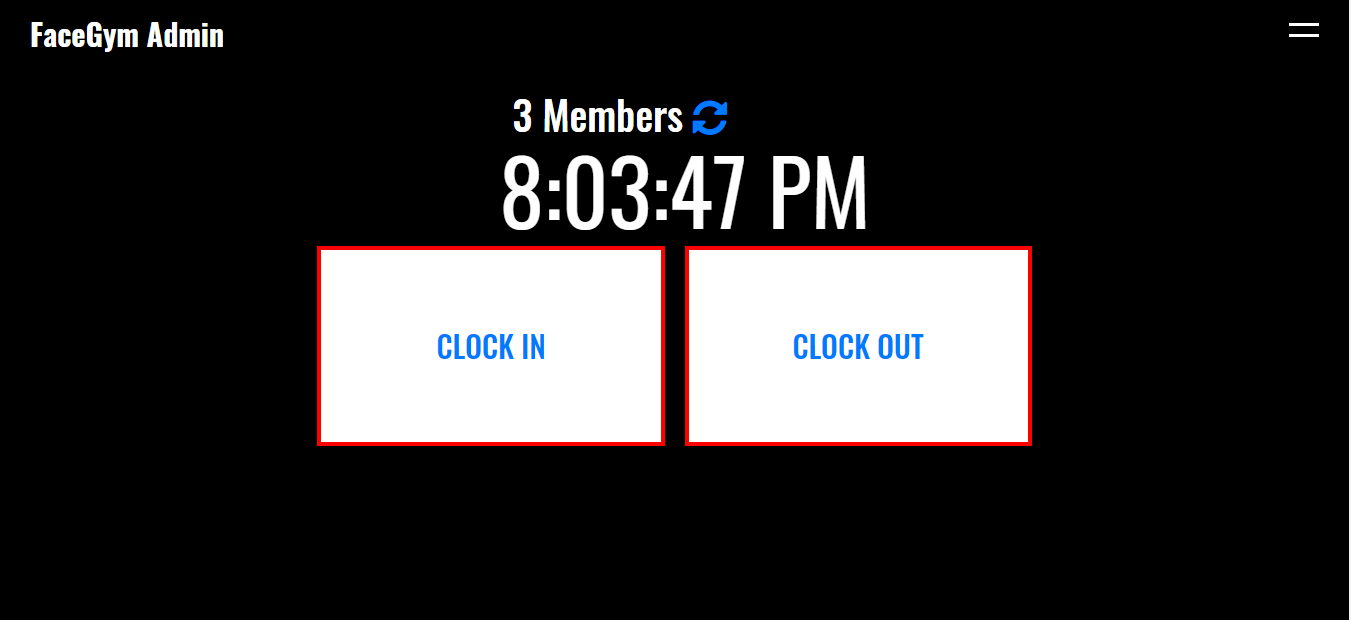 FaceGym Admin
3 Members
8:03:47 PM
CLOCK IN
CLOCK OUT